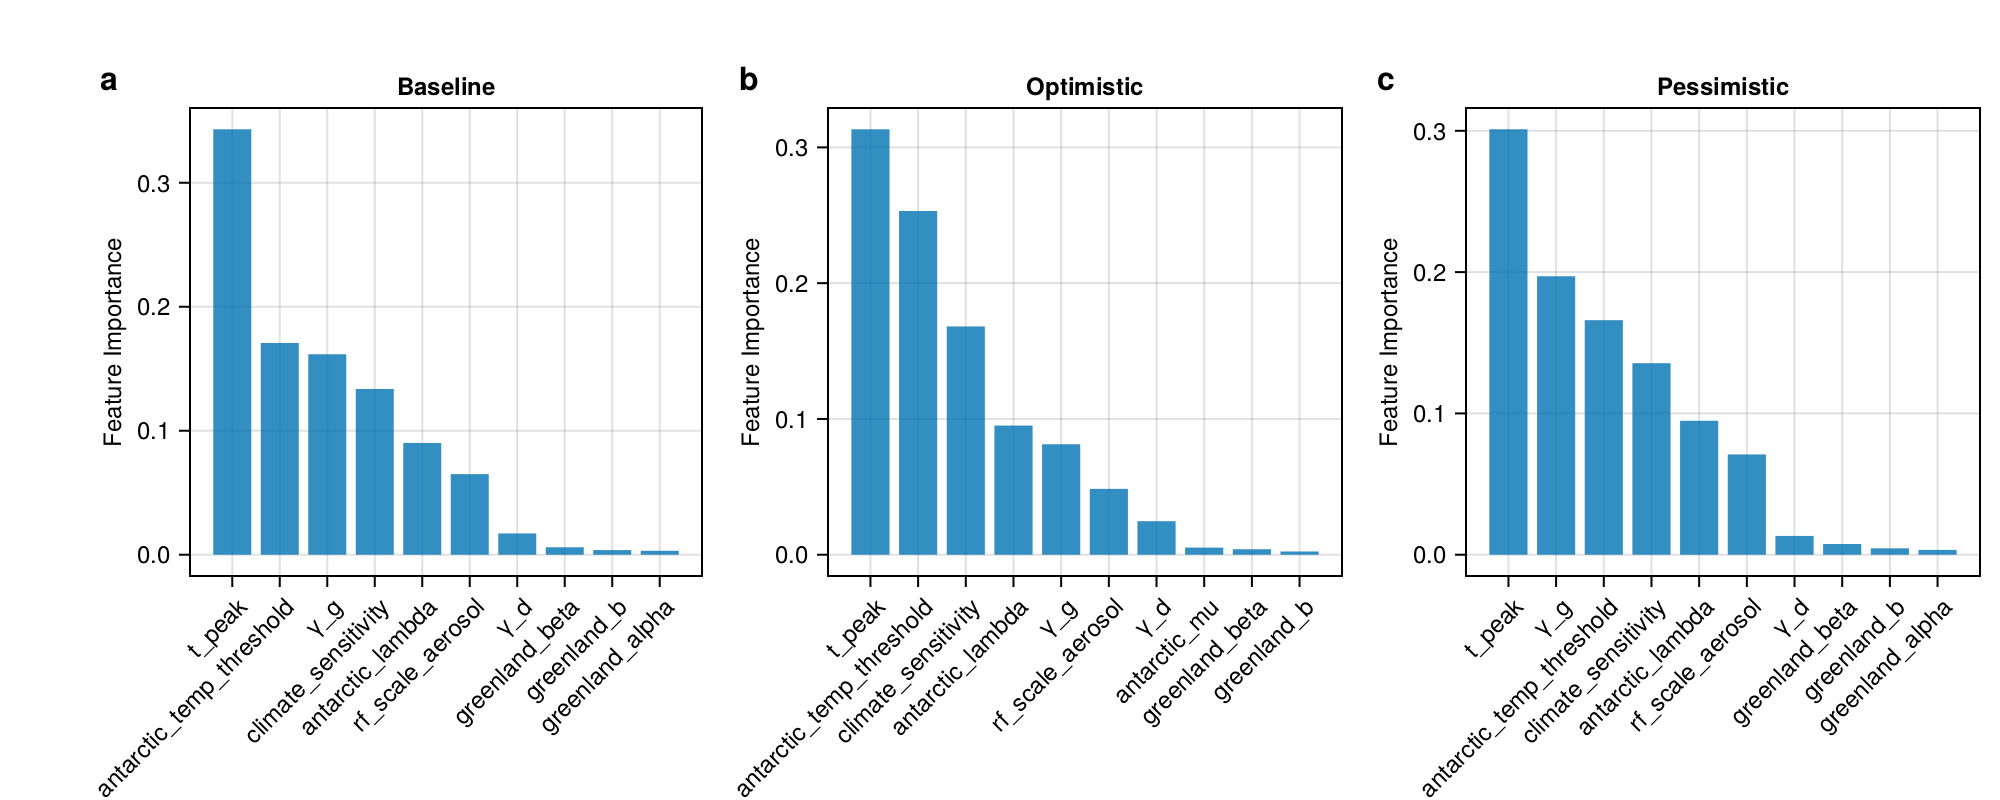 a
Baseline
Feature Importance
0.3
0.2
0.1
0.0
t_peak
antarctic_temp_threshold
γ_g
climate_sensitivity
antarctic_lambda
rf_scale_aerosol
γ_d
greenland_beta
greenland_b
greenland_alpha
b
Optimistic
Feature Importance
0.3
0.2
0.1
0.0
t_peak
antarctic_temp_threshold
climate_sensitivity
antarctic_lambda
γ_g
rf_scale_aerosol
γ_d
antarctic_mu
greenland_beta
greenland_b
c
Pessimistic
Feature Importance
0.3
0.2
0.1
0.0
t_peak
γ_g
antarctic_temp_threshold
climate_sensitivity
antarctic_lambda
rf_scale_aerosol
γ_d
greenland_beta
greenland_b
greenland_alpha